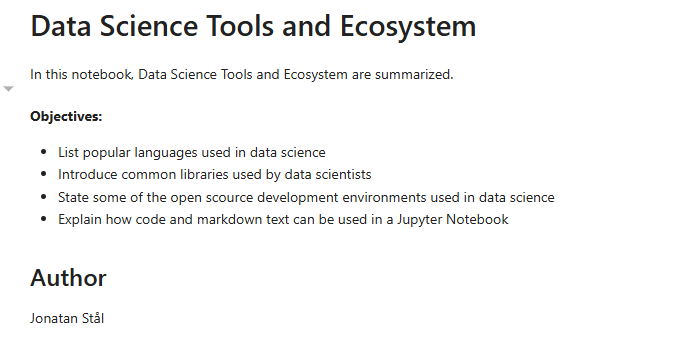 Data Science Tools and Ecosystem
In this notebook, Data Science Tools and Ecosystem are summarized.
Objectives:
List popular languages used in data science
Introduce common libraries used by data scientists
State some of the open scource development environments used in data science
Explain how code and markdown text can be used in a Jupyter Notebook
Author
Jonatan Stål